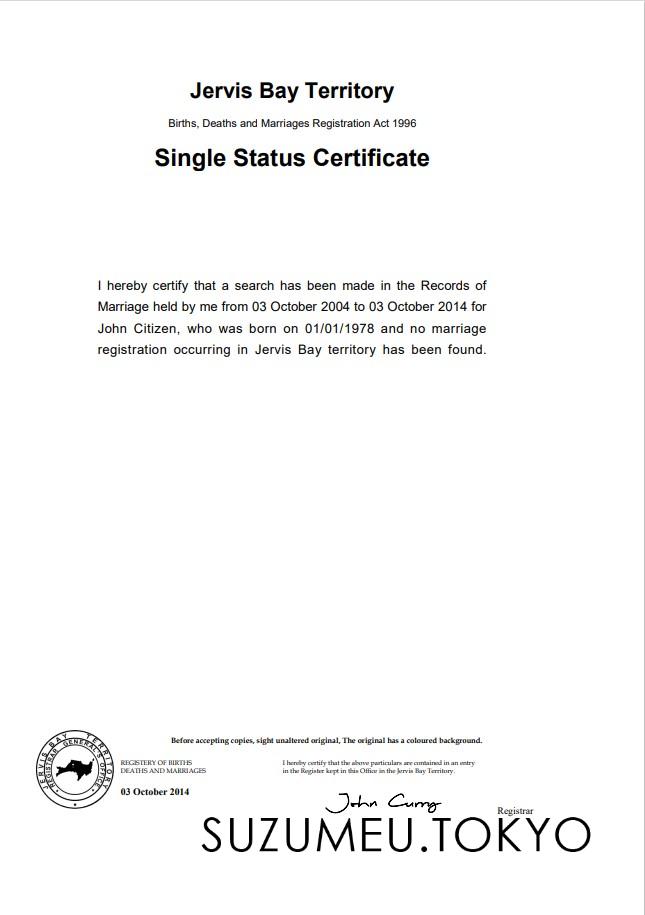 Jervis Bay Territory
Births, Deaths and Marriages Registration Act 1996
Single Status Certificate
I hereby certify that a search has been made in the Records of
Marriage held by me from 03 October 2004 to 03 October 2014 for
John Citizen, who was born on 01/01/1978 and no marriage
registration occurring in Jervis Bay territory has been found.
Before accepting copies, sight unaltered original, The original has a coloured background.
JERVIS BAY TERRITORY
REGISTRAR GENERAL'S OFFICE
REGISTERY OF BIRTHS
DEATHS AND MARRIAGES
I hereby certify that the above particulars are contained in an entry
in the Register kept in this Office in the Jervis Bay Territory.
03 October 2014
John
Registrar
SUZUMEU.TOKYO